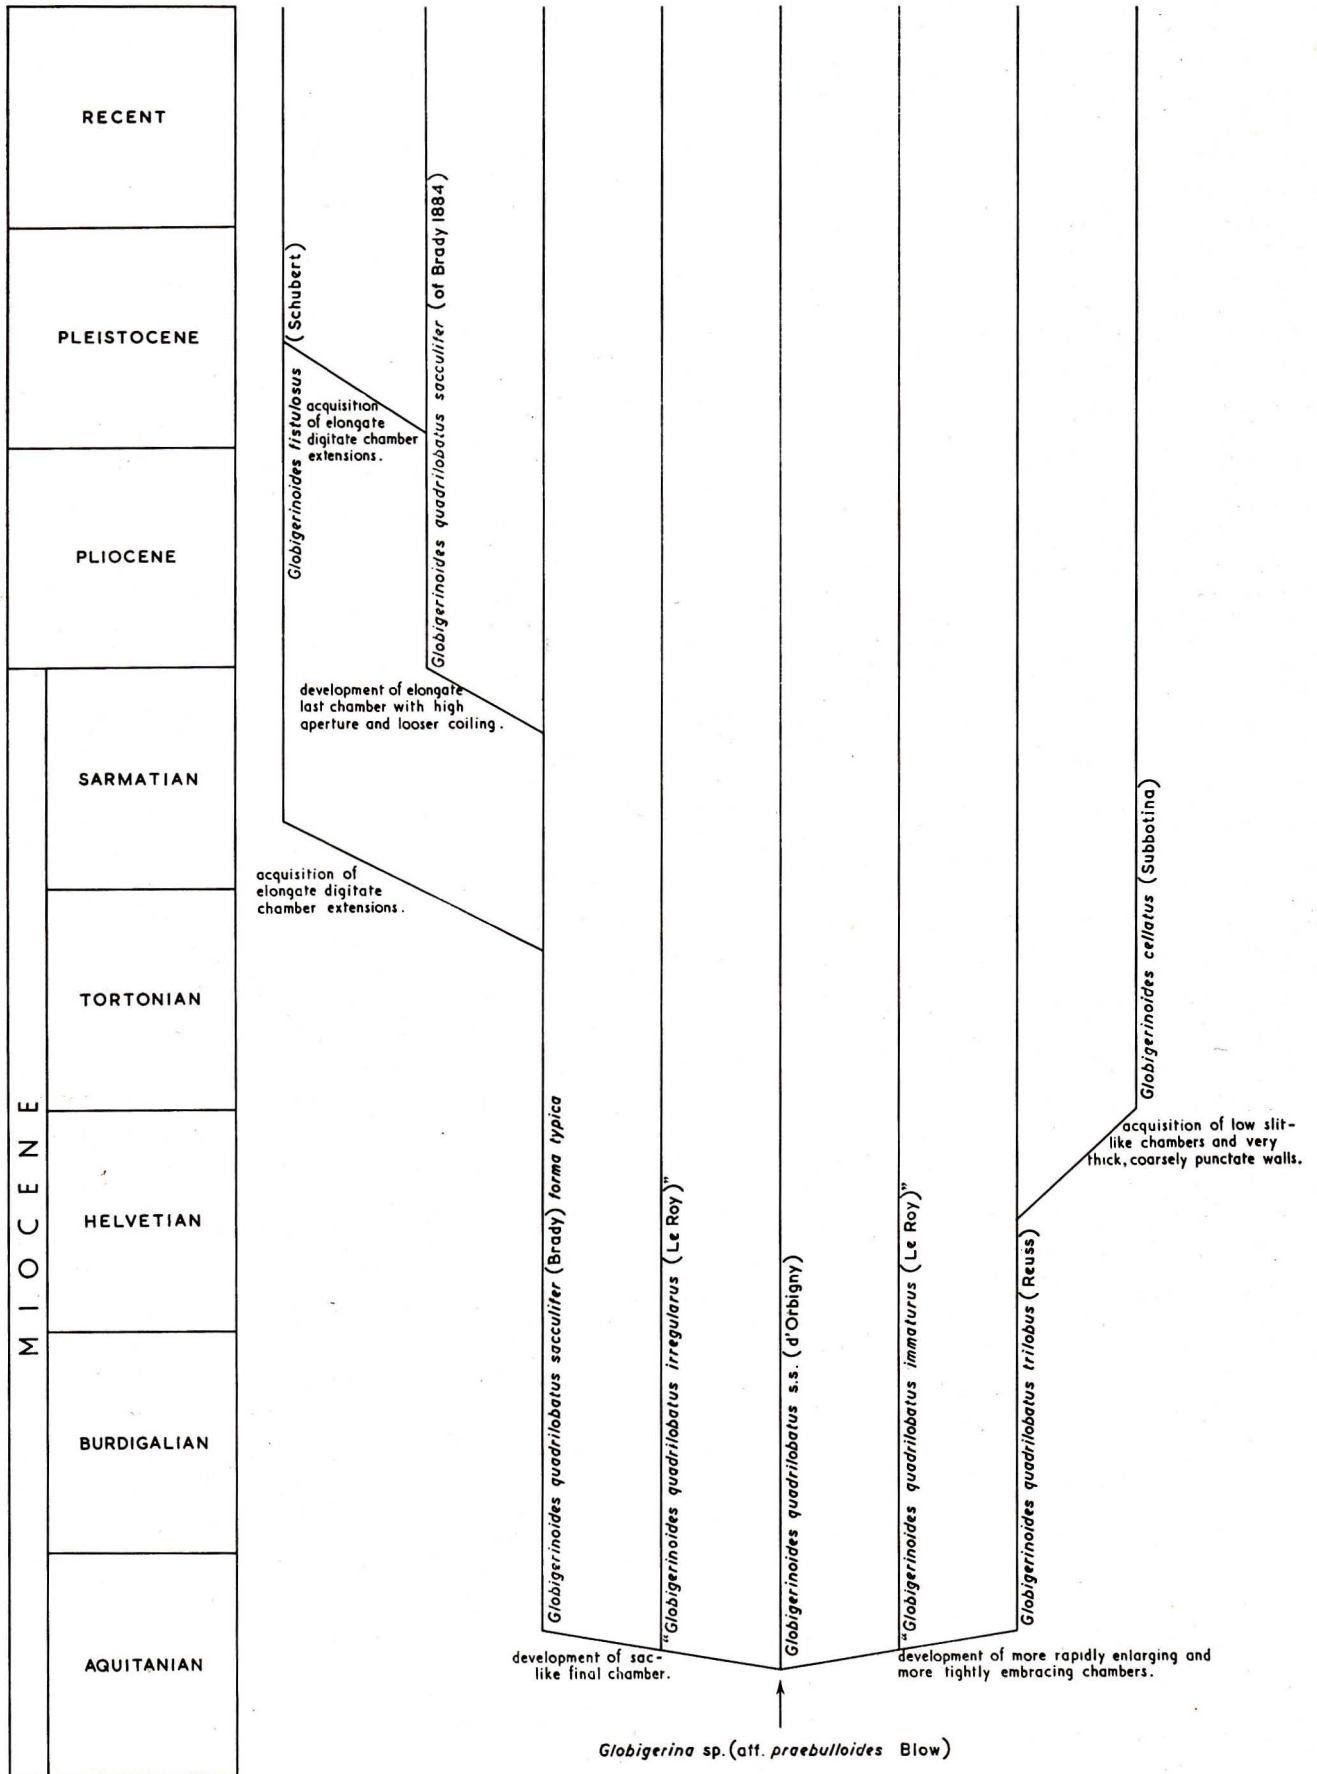 RECENT
PLEISTOCENE
PLIOCENE
MIOCENE
SARMATIAN
TORTONIAN
HELVETIAN
BURDIGALIAN
AQUITANIAN
Globigerinoides fistulosus (Schubert)
acquisition
of elongate
digitate chamber
extensions.
Globigerinoides quadrilobatus sacculifer (of Brady 1884)
development of elongate
last chamber with high
aperture and looser coiling.
acquisition of
elongate digitate
chamber extensions.
Globigerinoides quadrilobatus sacculifer (Brady) forma typica
"Globigerinoides quadrilobatus irregularus (Le Roy)"
Globigerinoides quadrilobatus s.s. (d'Orbigny)
"Globigerinoides quadrilobatus immaturus (Le Roy)"
Globigerinoides quadrilobatus trilobus (Reuss)
Globigerinoides cellatus (Subbotina)
acquisition of low slit-
like chambers and very
thick, coarsely punctate walls.
development of sac-
like final chamber.
development of more rapidly enlarging and
more tightly embracing chambers.
Globigerina sp. (aff. praebulloides Blow)